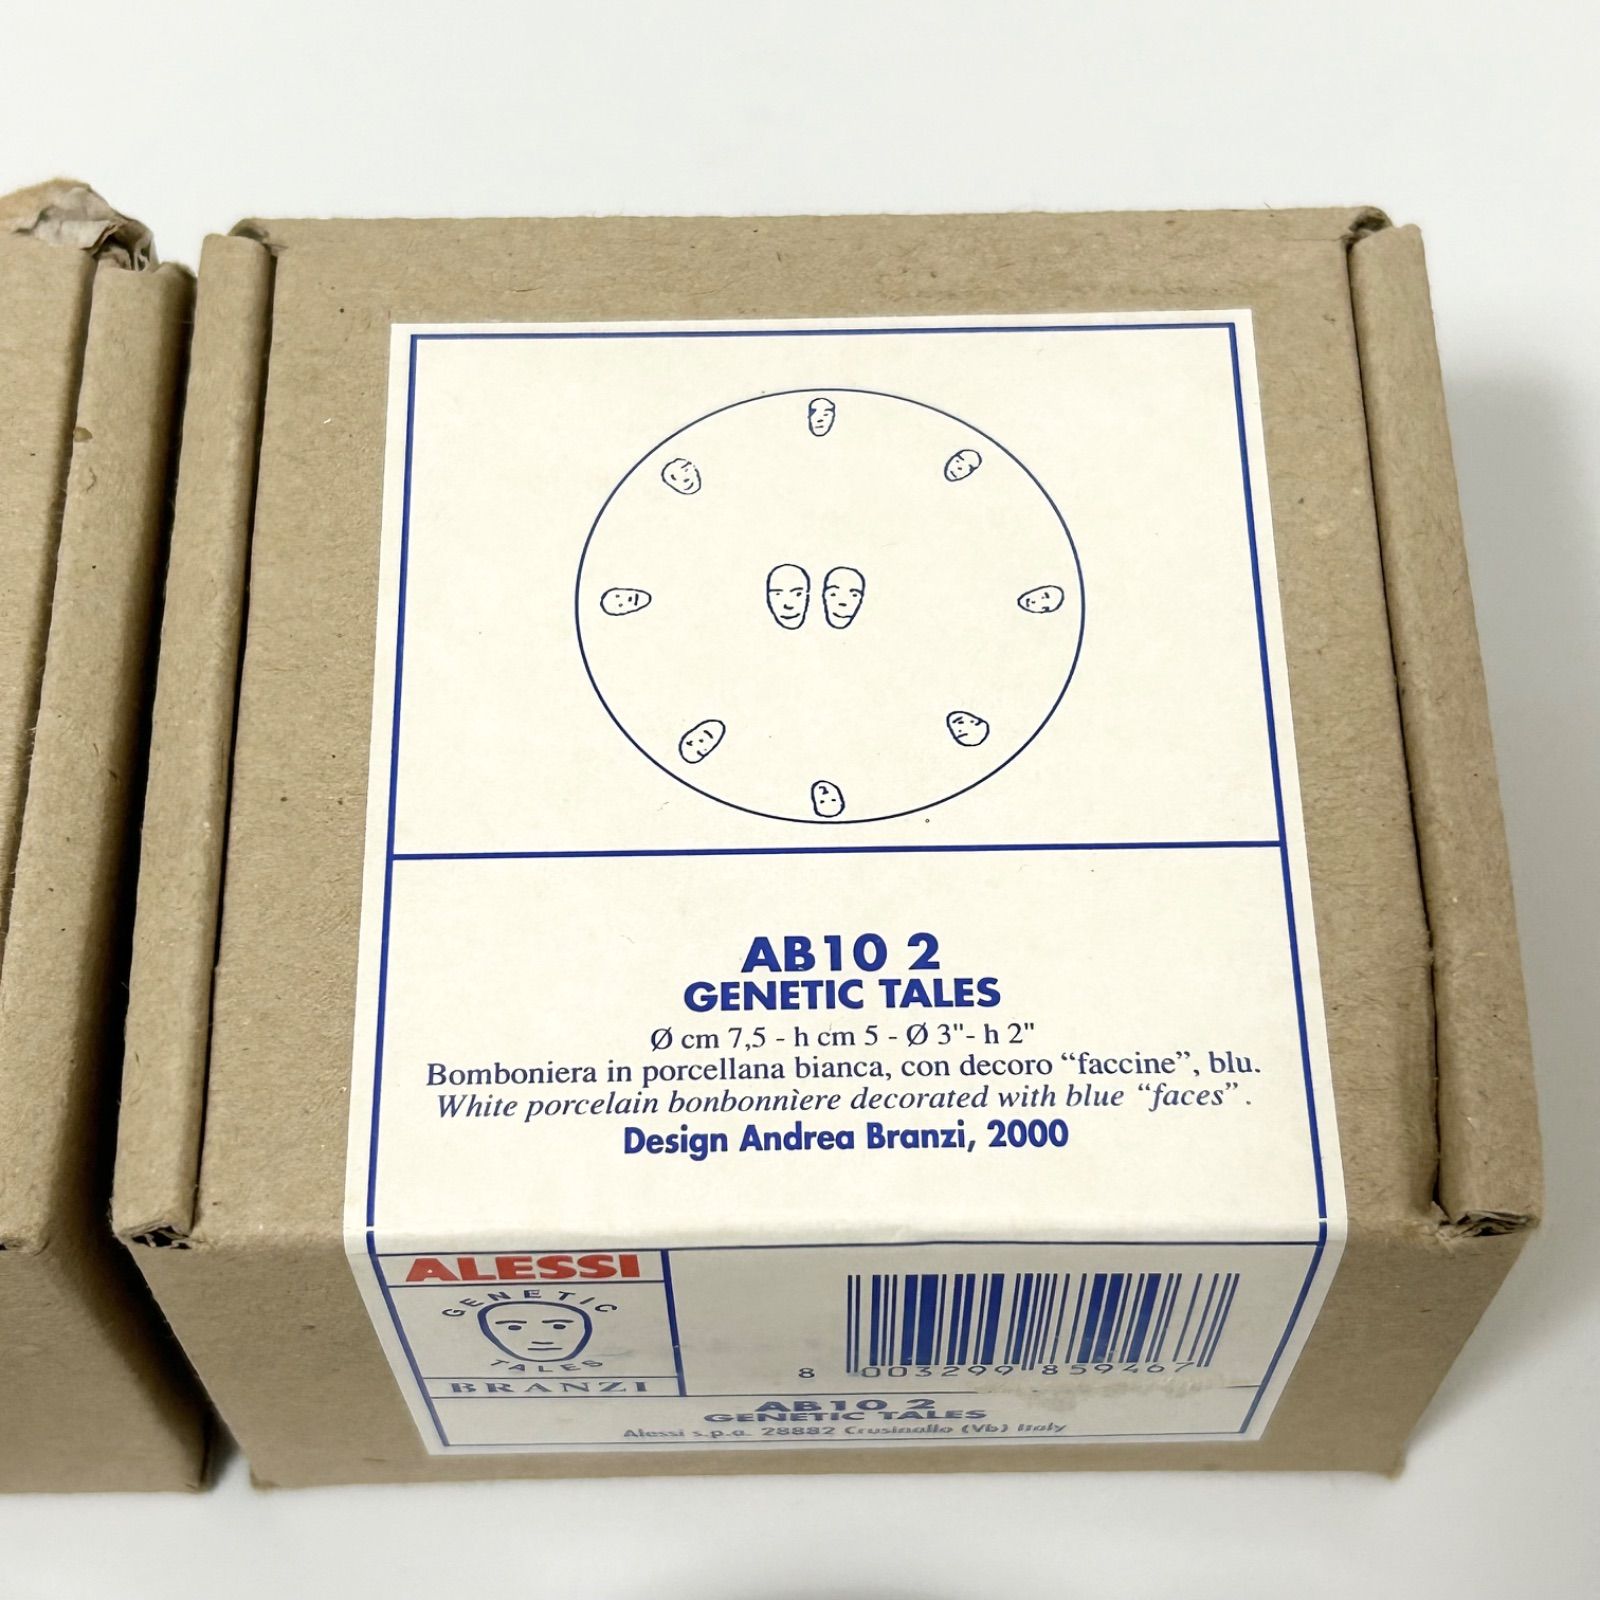 AB10 2
GENETIC TALES
Ø cm 7,5 - h cm 5 - Ø 3" - h 2"
Bomboniera in porcellana bianca, con decoro “faccine”, blu.
White porcelain bonbonnìere decorated with blue “faces”.
Design Andrea Branzi, 2000
ALESSI
GENETIC
TALES
BRANZI
8 003299 859467
AB10 2
GENETIC TALES
Alessi s.p.a. 28882 Crusinallo (Vb) Italy